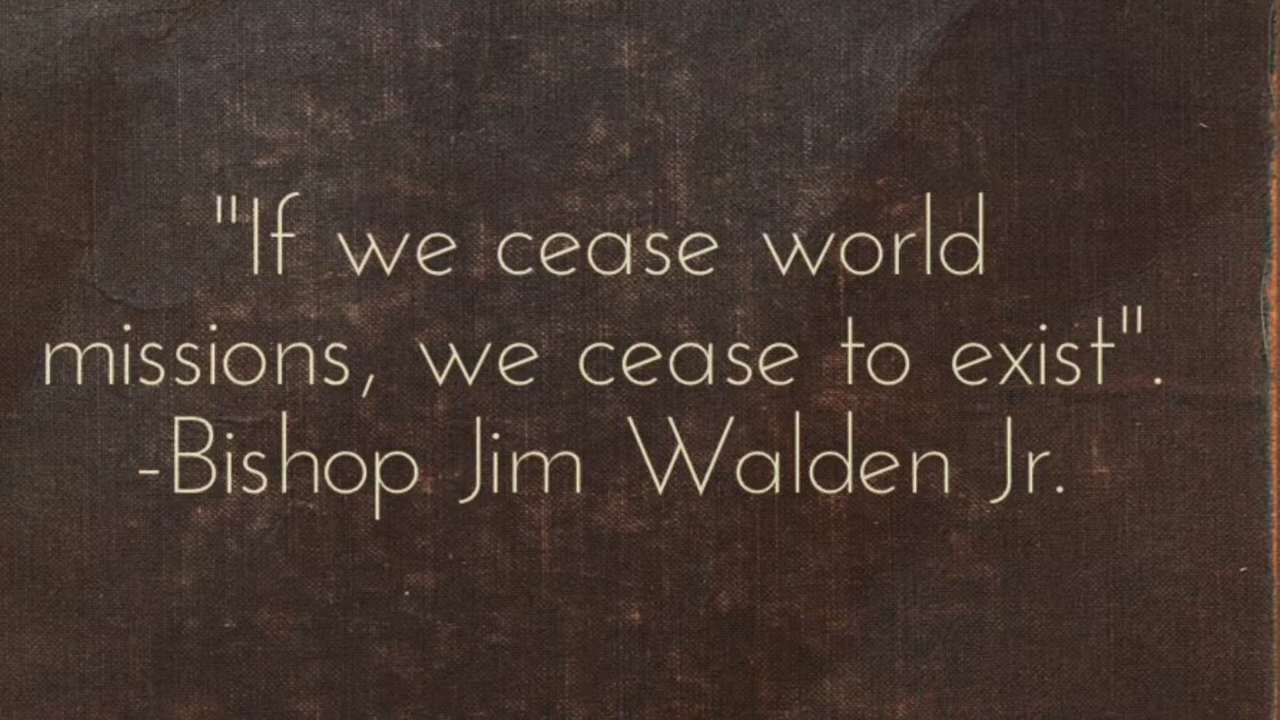 "If we cease world
missions, we cease to exist".
-Bishop Jim Walden Jr.